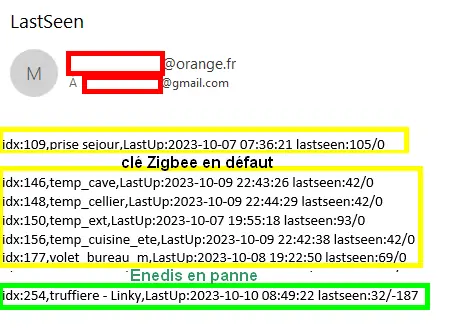 LastSeen
M
@orange.fr
A @gmail.com
idx:109,prise sejour,LastUp:2023-10-07 07:36:21 lastseen:105/0
clé Zigbee en défaut
idx:146,temp_cave,LastUp:2023-10-09 22:43:26 lastseen:42/0
idx:148,temp_cellier,LastUp:2023-10-09 22:44:29 lastseen:42/0
idx:150,temp_ext,LastUp:2023-10-07 19:55:18 lastseen:93/0
idx:156,temp_cuisine_ete,LastUp:2023-10-09 22:42:38 lastseen:42/0
idx:177,volet_bureau_m,LastUp:2023-10-08 19:22:50 lastseen:69/0
Enedis en panne
idx:254,truffiere - Linky,LastUp:2023-10-10 08:49:22 lastseen:32/-187